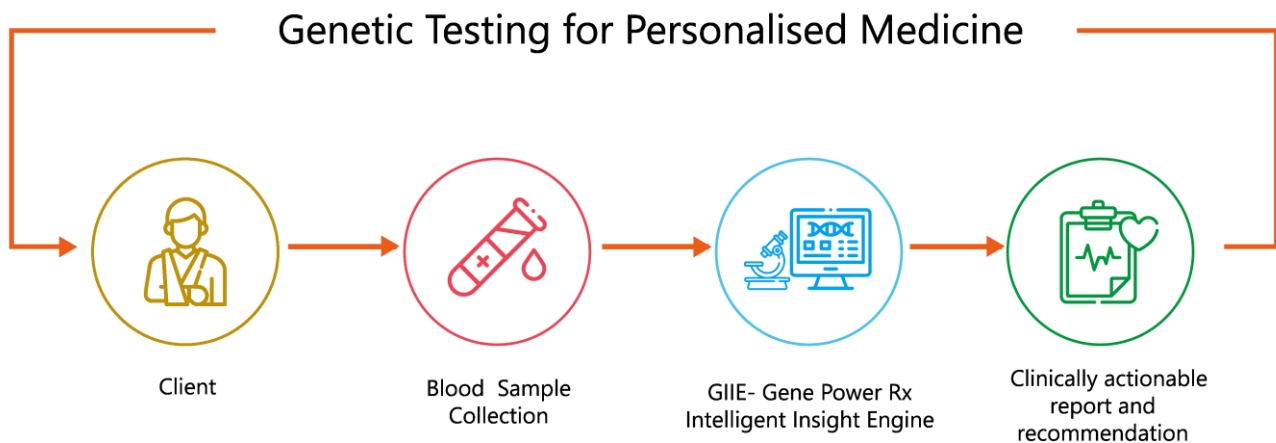 Genetic Testing for Personalised Medicine
Client
Blood Sample
Collection
GIIE- Gene Power Rx
Intelligent Insight Engine
Clinically actionable
report and
recommendation